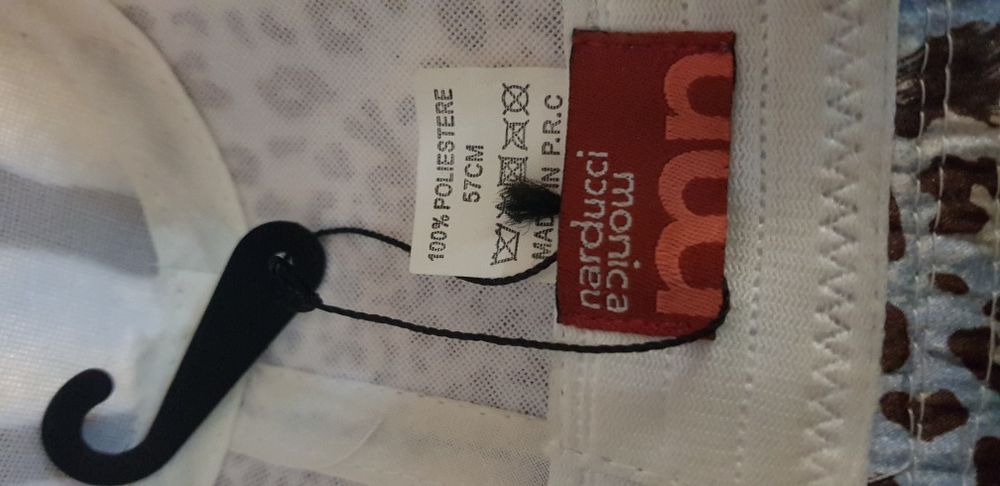 100% POLIESTERE
57CM
MADE IN P.R.C
mn
monica
narducci